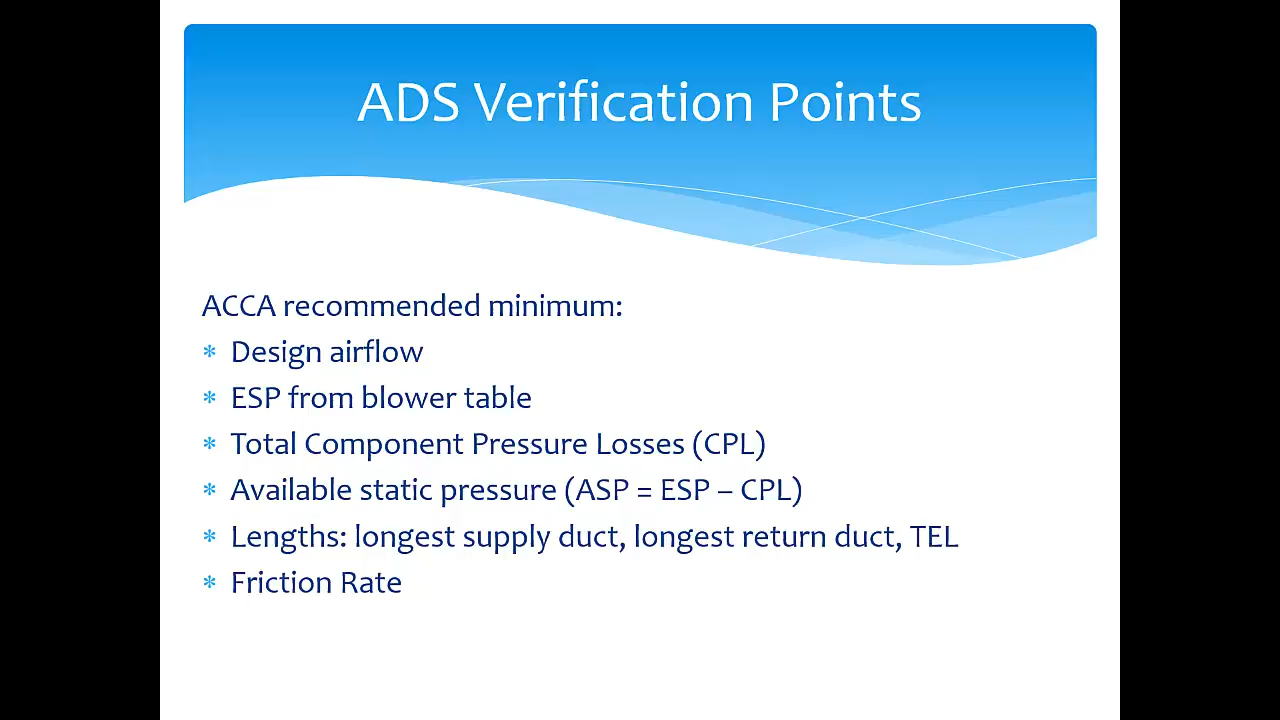 ADS Verification Points
ACCA recommended minimum:
* Design airflow
* ESP from blower table
* Total Component Pressure Losses (CPL)
* Available static pressure (ASP = ESP – CPL)
* Lengths: longest supply duct, longest return duct, TEL
* Friction Rate